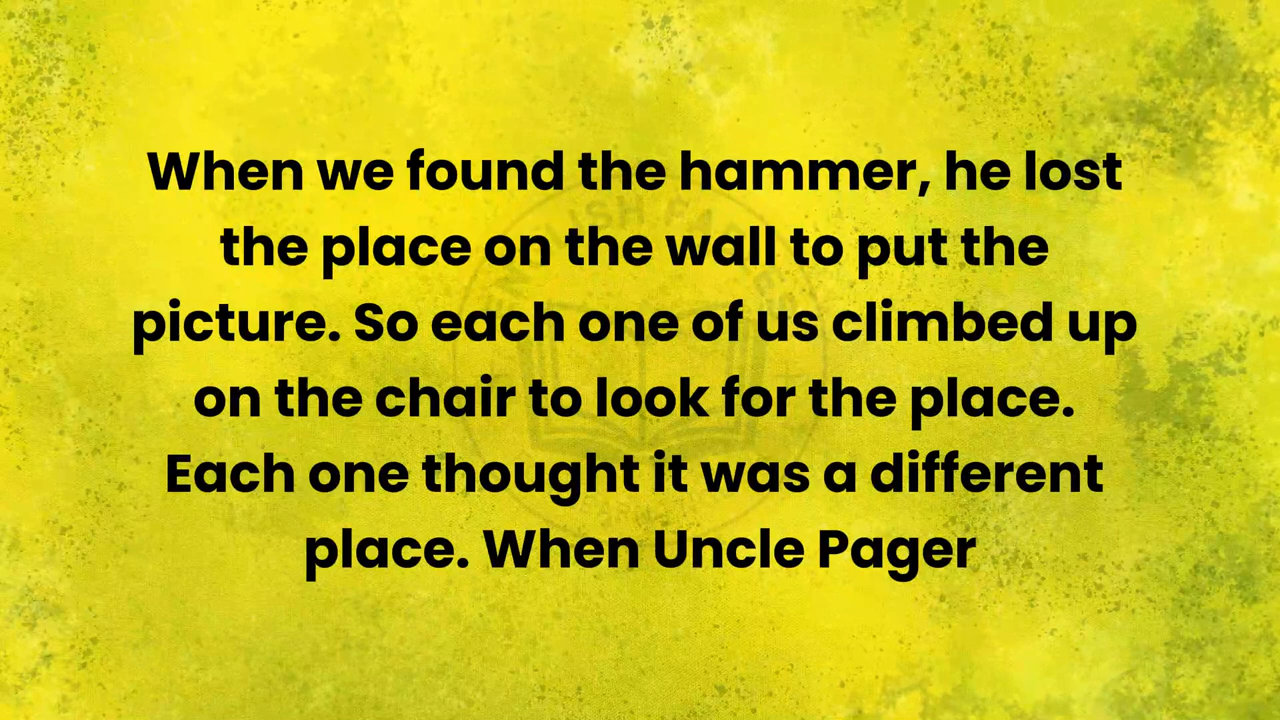 When we found the hammer, he lost
the place on the wall to put the
picture. So each one of us climbed up
on the chair to look for the place.
Each one thought it was a different
place. When Uncle Pager